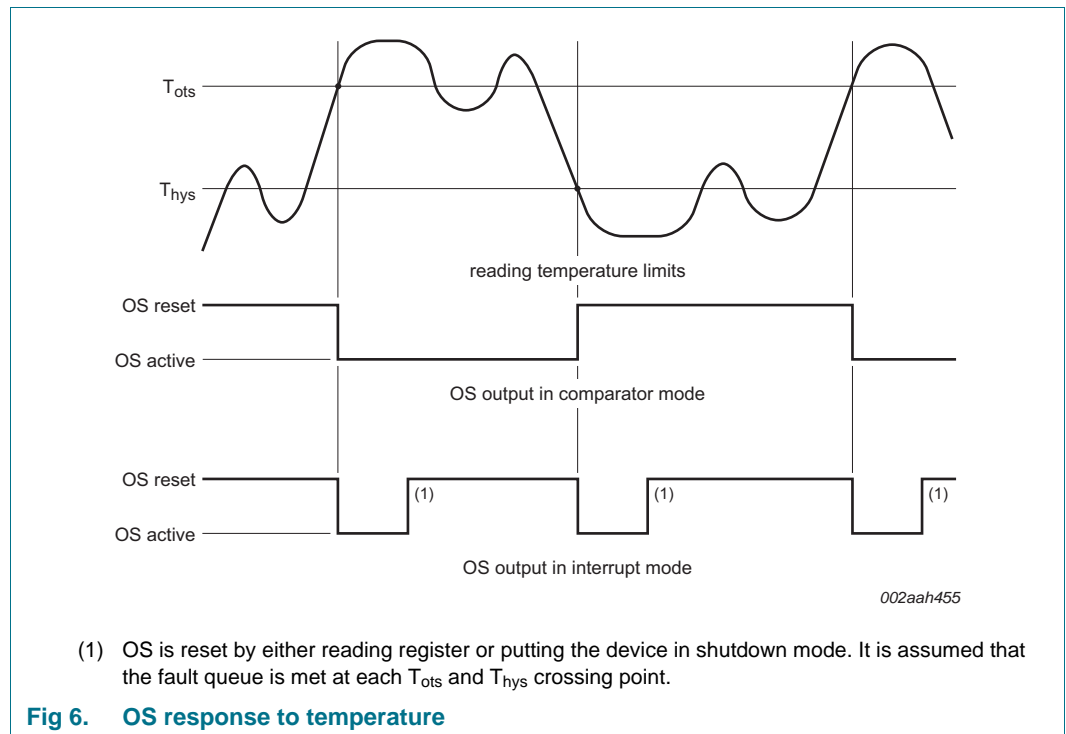 Tots
Thys
reading temperature limits
OS reset
OS active
OS output in comparator mode
OS reset
(1)
(1)
(1)
OS active
OS output in interrupt mode
002aah455
(1) OS is reset by either reading register or putting the device in shutdown mode. It is assumed that
the fault queue is met at each Tots and Thys crossing point.
Fig 6. OS response to temperature